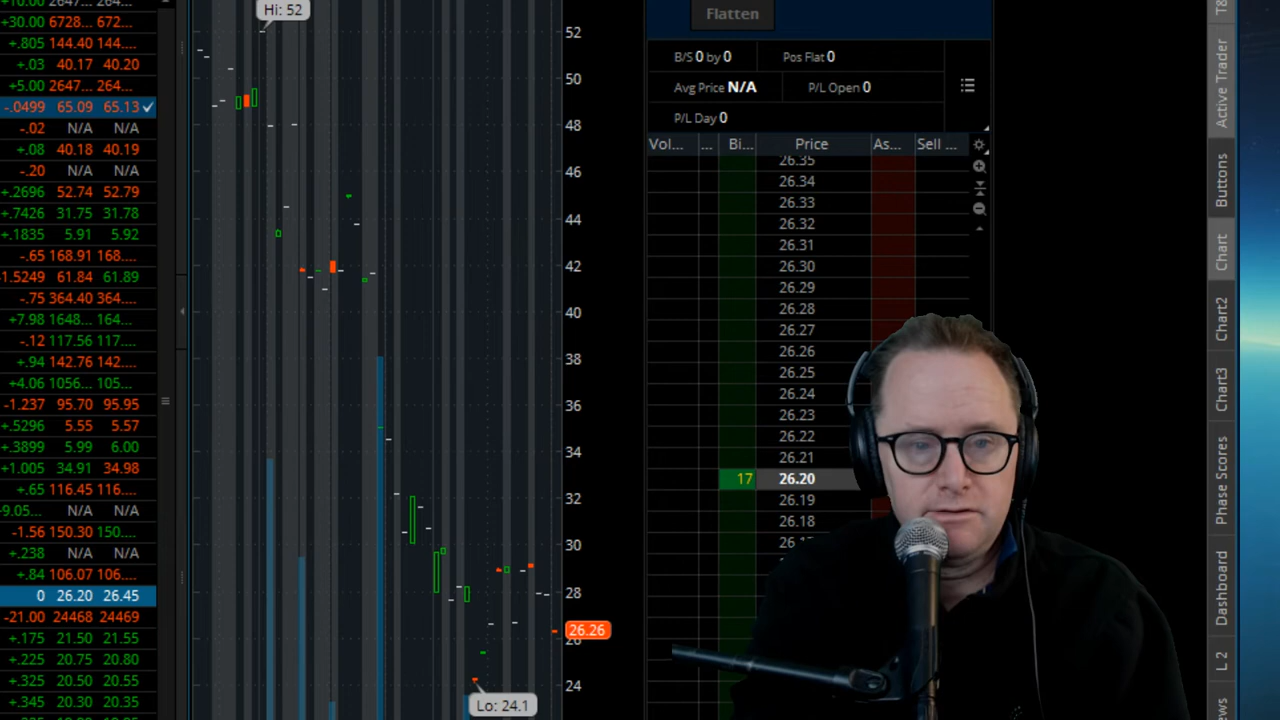 +10.00 2647... 264...
+30.00 6728... 672...
+.805 144.40 144....
+.03 40.17 40.20
+5.00 2647... 264...
-.0499 65.09 65.13
-.02 N/A N/A
+.08 40.18 40.19
-.20 N/A N/A
+.2696 52.74 52.79
+.7426 31.75 31.78
+.1835 5.91 5.92
-.65 168.91 168....
1.5249 61.84 61.89
-.75 364.40 364....
+7.98 1648... 164...
-.12 117.56 117....
+.94 142.76 142....
+4.06 1056... 105...
-1.237 95.70 95.95
+.5296 5.55 5.57
+.3899 5.99 6.00
+1.005 34.91 34.98
+.65 116.45 116....
-9.05... N/A N/A
-1.56 150.30 150....
+.238 N/A N/A
+.84 106.07 106....
0 26.20 26.45
-21.00 24468 24469
+.175 21.50 21.55
+.225 20.75 20.80
+.325 20.50 20.55
+.345 20.30 20.35
Hi: 52
52
50
48
46
44
42
40
38
36
34
32
30
28
26.26
26
24
Lo: 24.1
Flatten
B/S 0 by 0 Pos Flat 0
Avg Price N/A P/L Open 0
P/L Day 0
Vol... ... Bi... Price As... Sell ...
26.35
26.34
26.33
26.32
26.31
26.30
26.29
26.28
26.27
26.26
26.25
26.24
26.23
26.22
26.21
17 26.20
26.19
26.18
Active Trader
Buttons
Chart
Chart2
Chart3
Phase Scores
Dashboard
L 2